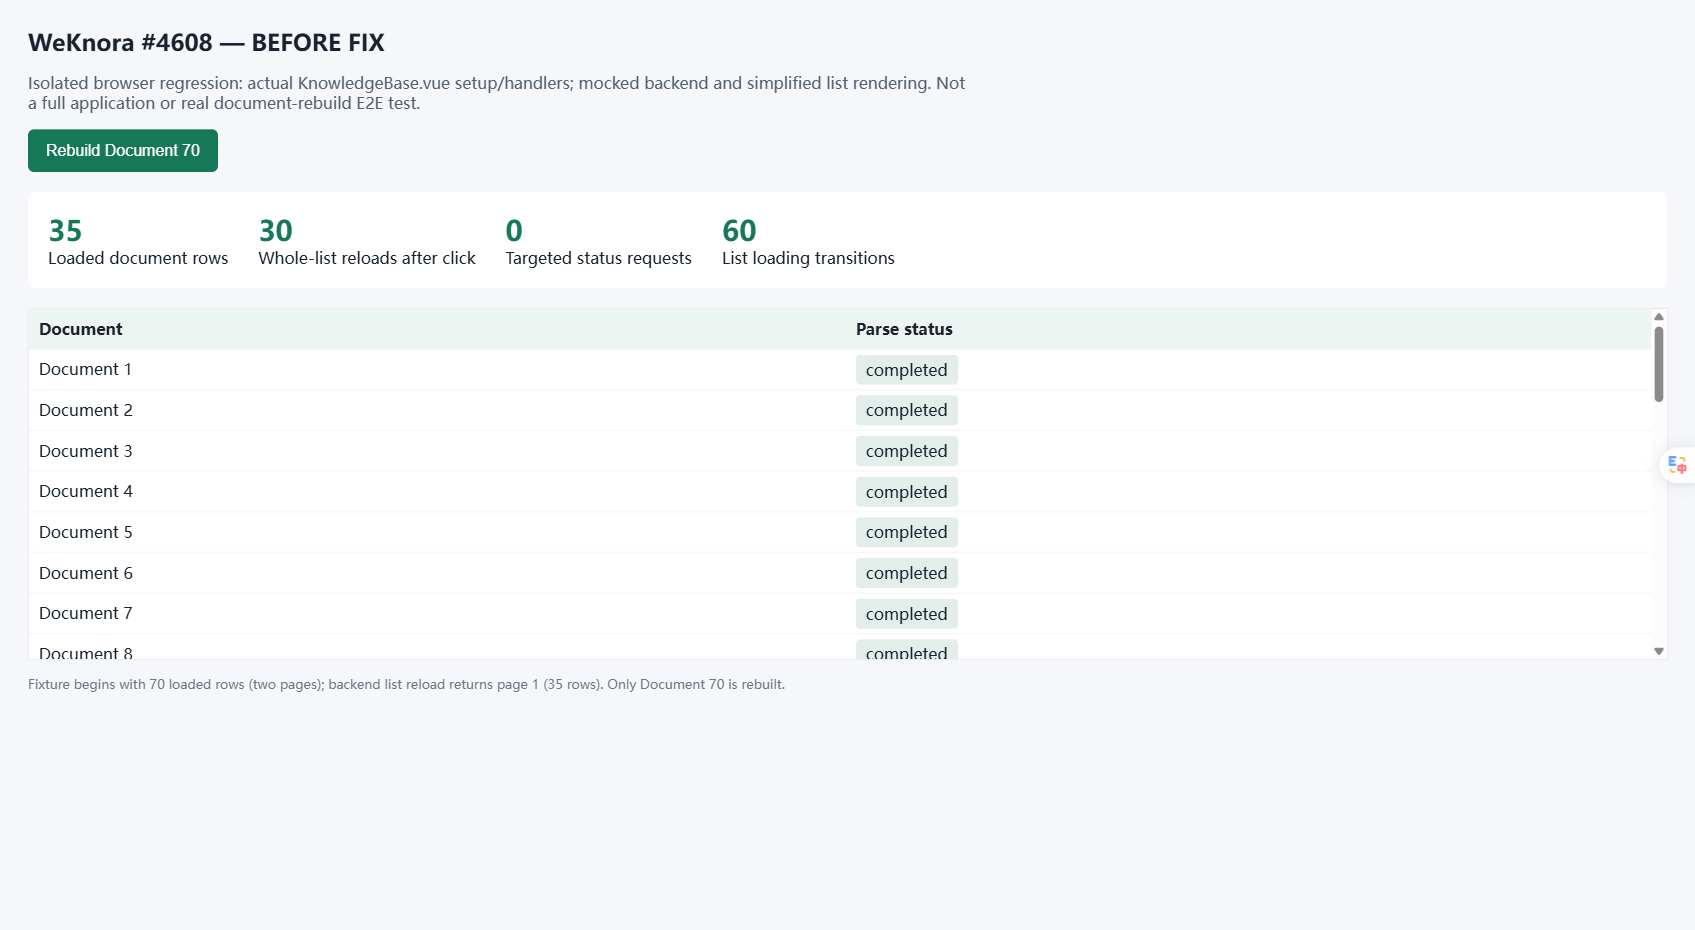 WeKnora #4608 — BEFORE FIX
Isolated browser regression: actual KnowledgeBase.vue setup/handlers; mocked backend and simplified list rendering. Not
a full application or real document-rebuild E2E test.
Rebuild Document 70
35 30 0 60
Loaded document rows Whole-list reloads after click Targeted status requests List loading transitions
Document Parse status
Document 1 completed
Document 2 completed
Document 3 completed
Document 4 completed
Document 5 completed
Document 6 completed
Document 7 completed
Document 8 completed
Fixture begins with 70 loaded rows (two pages); backend list reload returns page 1 (35 rows). Only Document 70 is rebuilt.